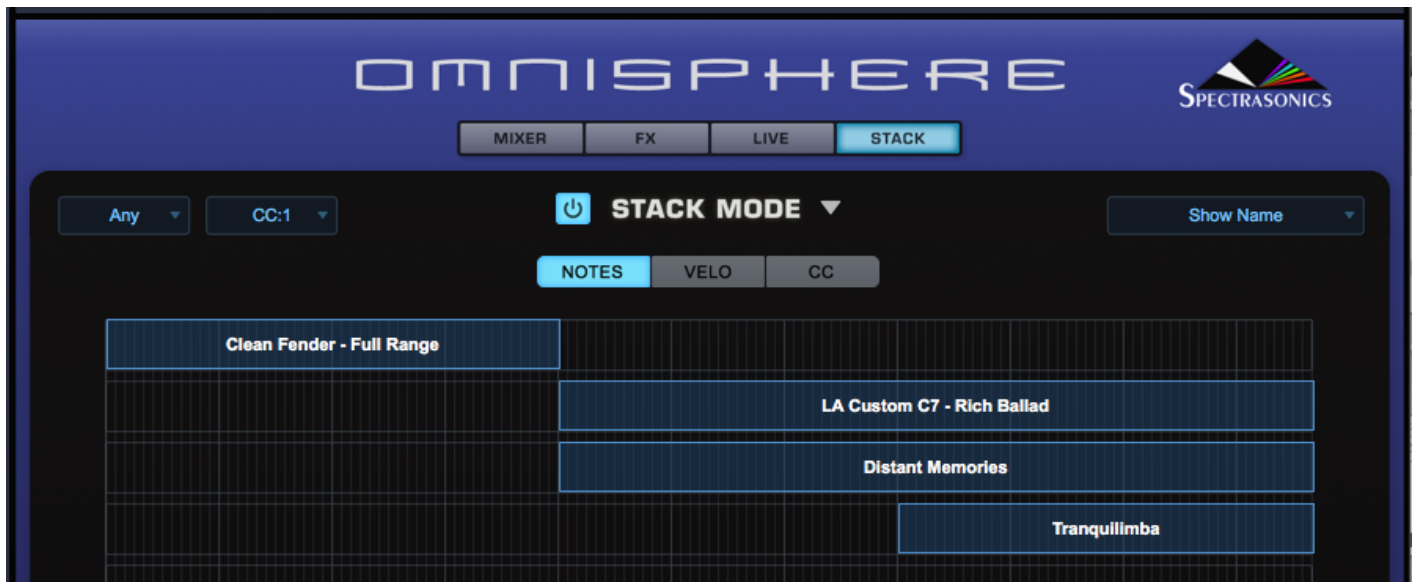 OMNISPHERE
SPECTRASONICS
MIXER FX LIVE STACK
Any CC:1 STACK MODE Show Name
NOTES VELO CC
Clean Fender - Full Range
LA Custom C7 - Rich Ballad
Distant Memories
Tranquilimba